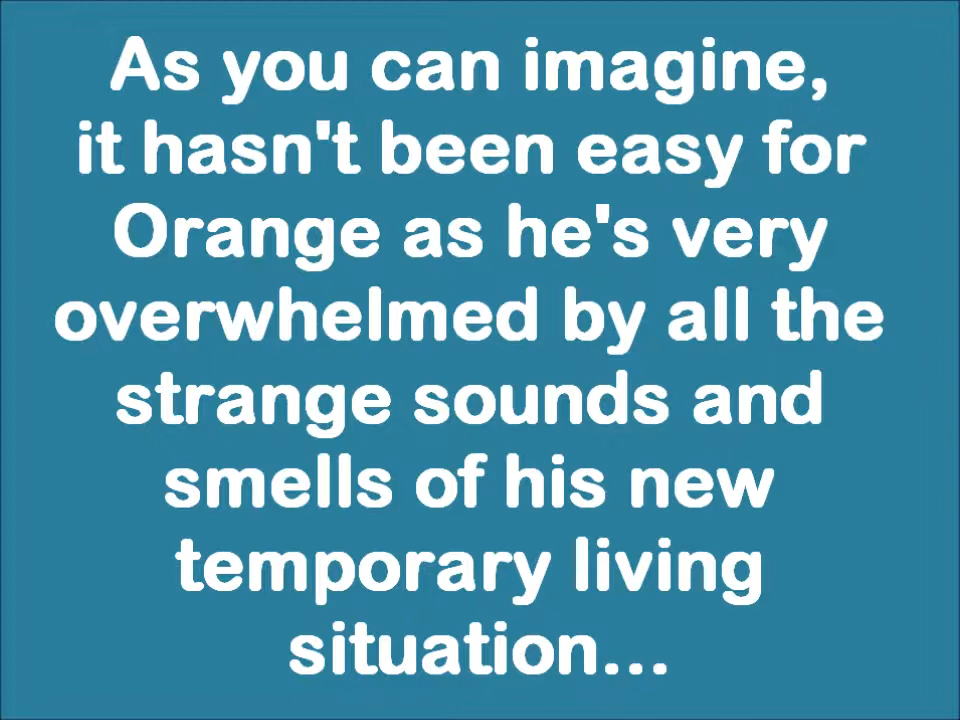 As you can imagine,
it hasn't been easy for
Orange as he's very
overwhelmed by all the
strange sounds and
smells of his new
temporary living
situation...